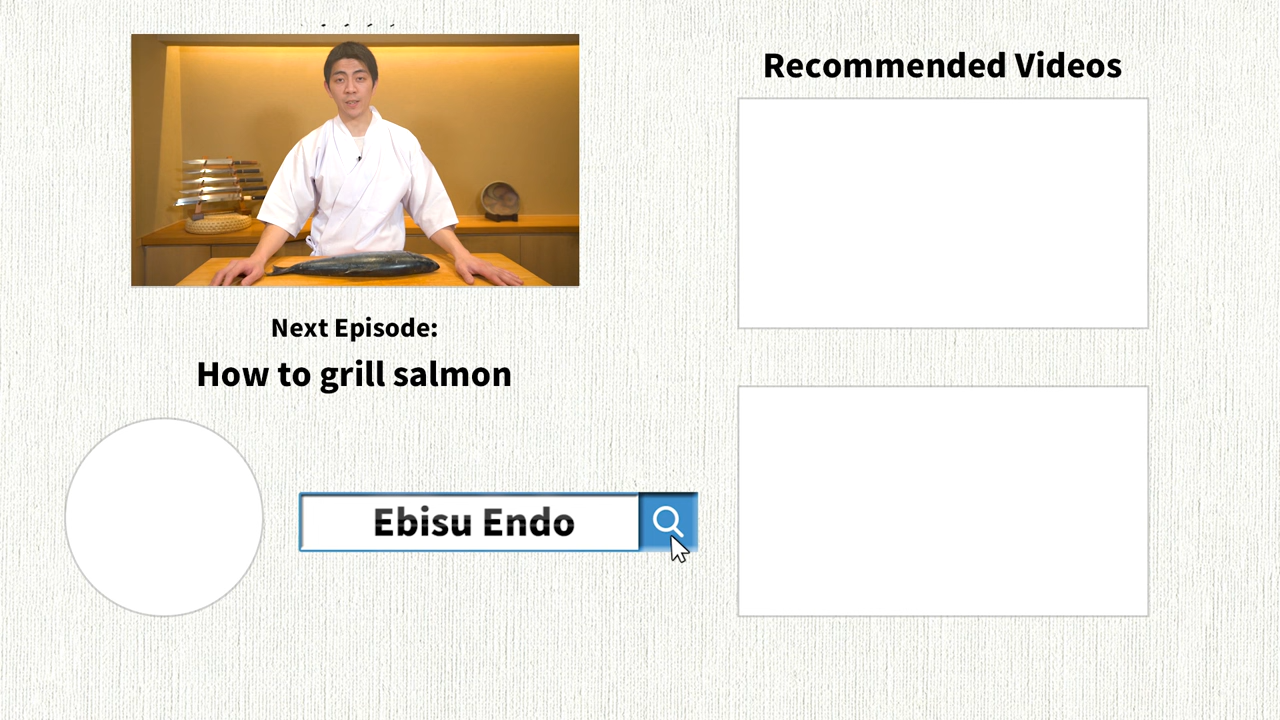 Next Episode:
How to grill salmon
Ebisu Endo
Recommended Videos